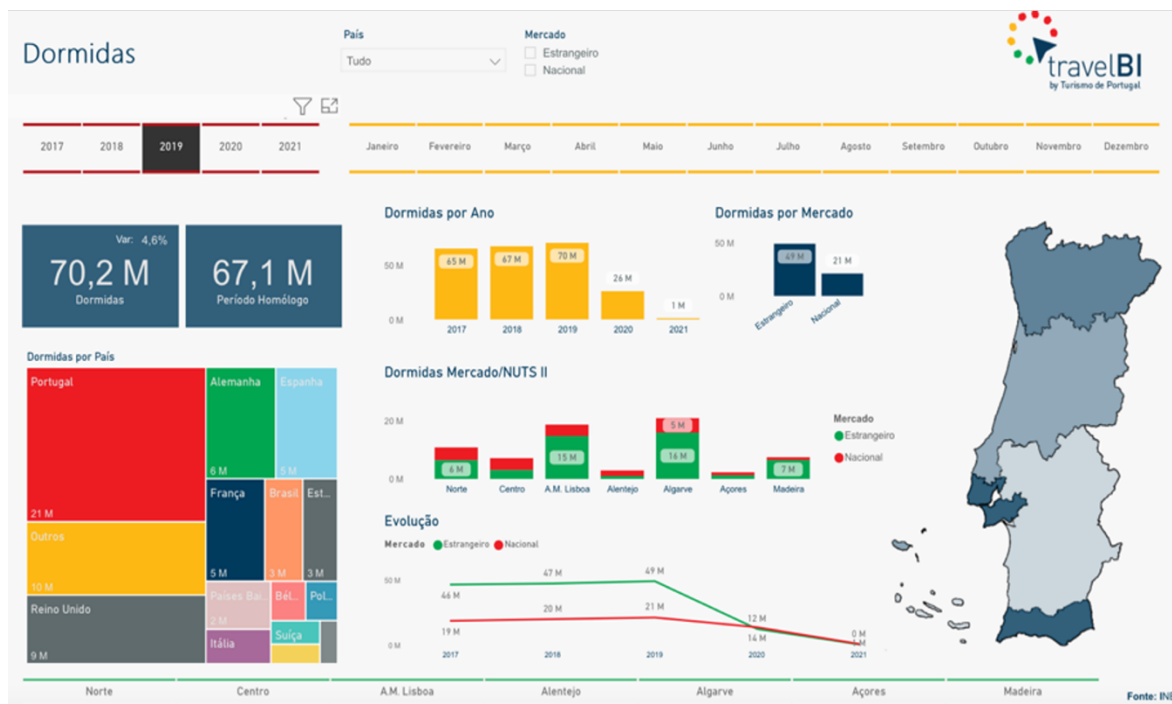 Dormidas
País
Tudo
Mercado
Estrangeiro
Nacional
travelBI
by Turismo de Portugal
2017 2018 2019 2020 2021
Janeiro Fevereiro Março Abril Maio Junho Julho Agosto Setembro Outubro Novembro Dezembro
Var: 4,6%
70,2 M
Dormidas
67,1 M
Período Homólogo
Dormidas por Ano
50 M
0 M
65 M 67 M 70 M 26 M 1 M
2017 2018 2019 2020 2021
Dormidas por Mercado
50 M
0 M
49 M 21 M
Estrangeiro Nacional
Dormidas por País
Portugal
21 M
Outros
10 M
Reino Unido
9 M
Alemanha
6 M
Espanha
5 M
França
5 M
Brasil
3 M
Est...
3 M
Países Bai...
2 M
Bél...
Pol...
Itália
Suíça
Dormidas Mercado/NUTS II
20 M
0 M
6 M 15 M 5 M 16 M 7 M
Norte Centro A.M. Lisboa Alentejo Algarve Açores Madeira
Mercado
Estrangeiro
Nacional
Evolução
Mercado Estrangeiro Nacional
50 M
0 M
46 M 47 M 49 M 12 M 0 M
19 M 20 M 21 M 14 M
2017 2018 2019 2020 2021
Norte Centro A.M. Lisboa Alentejo Algarve Açores Madeira
Fonte: